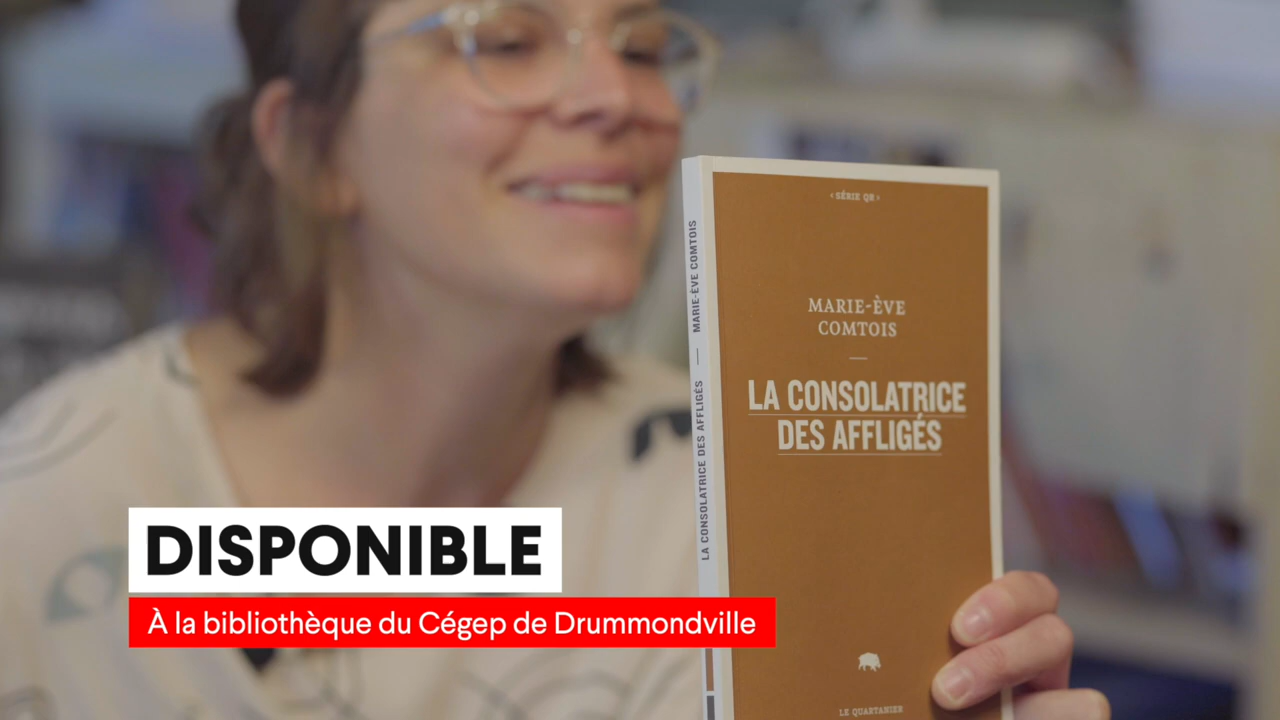 ‹ SÉRIE QR ›
MARIE-ÈVE
COMTOIS
LA CONSOLATRICE
DES AFFLIGÉS
LE QUARTANIER
LA CONSOLATRICE DES AFFLIGÉS — MARIE-ÈVE COMTOIS
DISPONIBLE
À la bibliothèque du Cégep de Drummondville